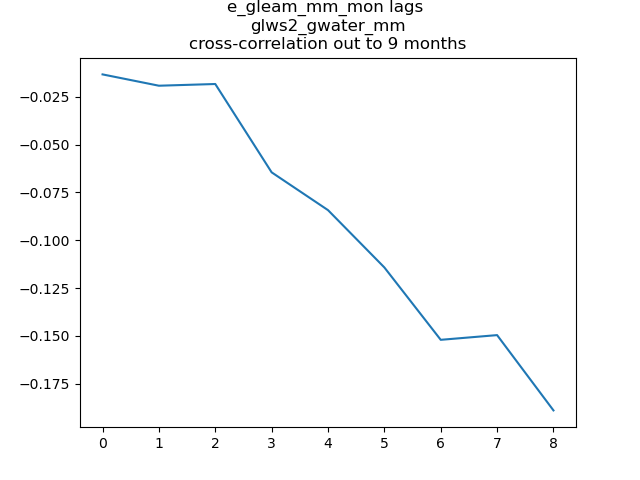 e_gleam_mm_mon lags
glws2_gwater_mm
cross-correlation out to 9 months
−0.025
−0.050
−0.075
−0.100
−0.125
−0.150
−0.175
0 1 2 3 4 5 6 7 8